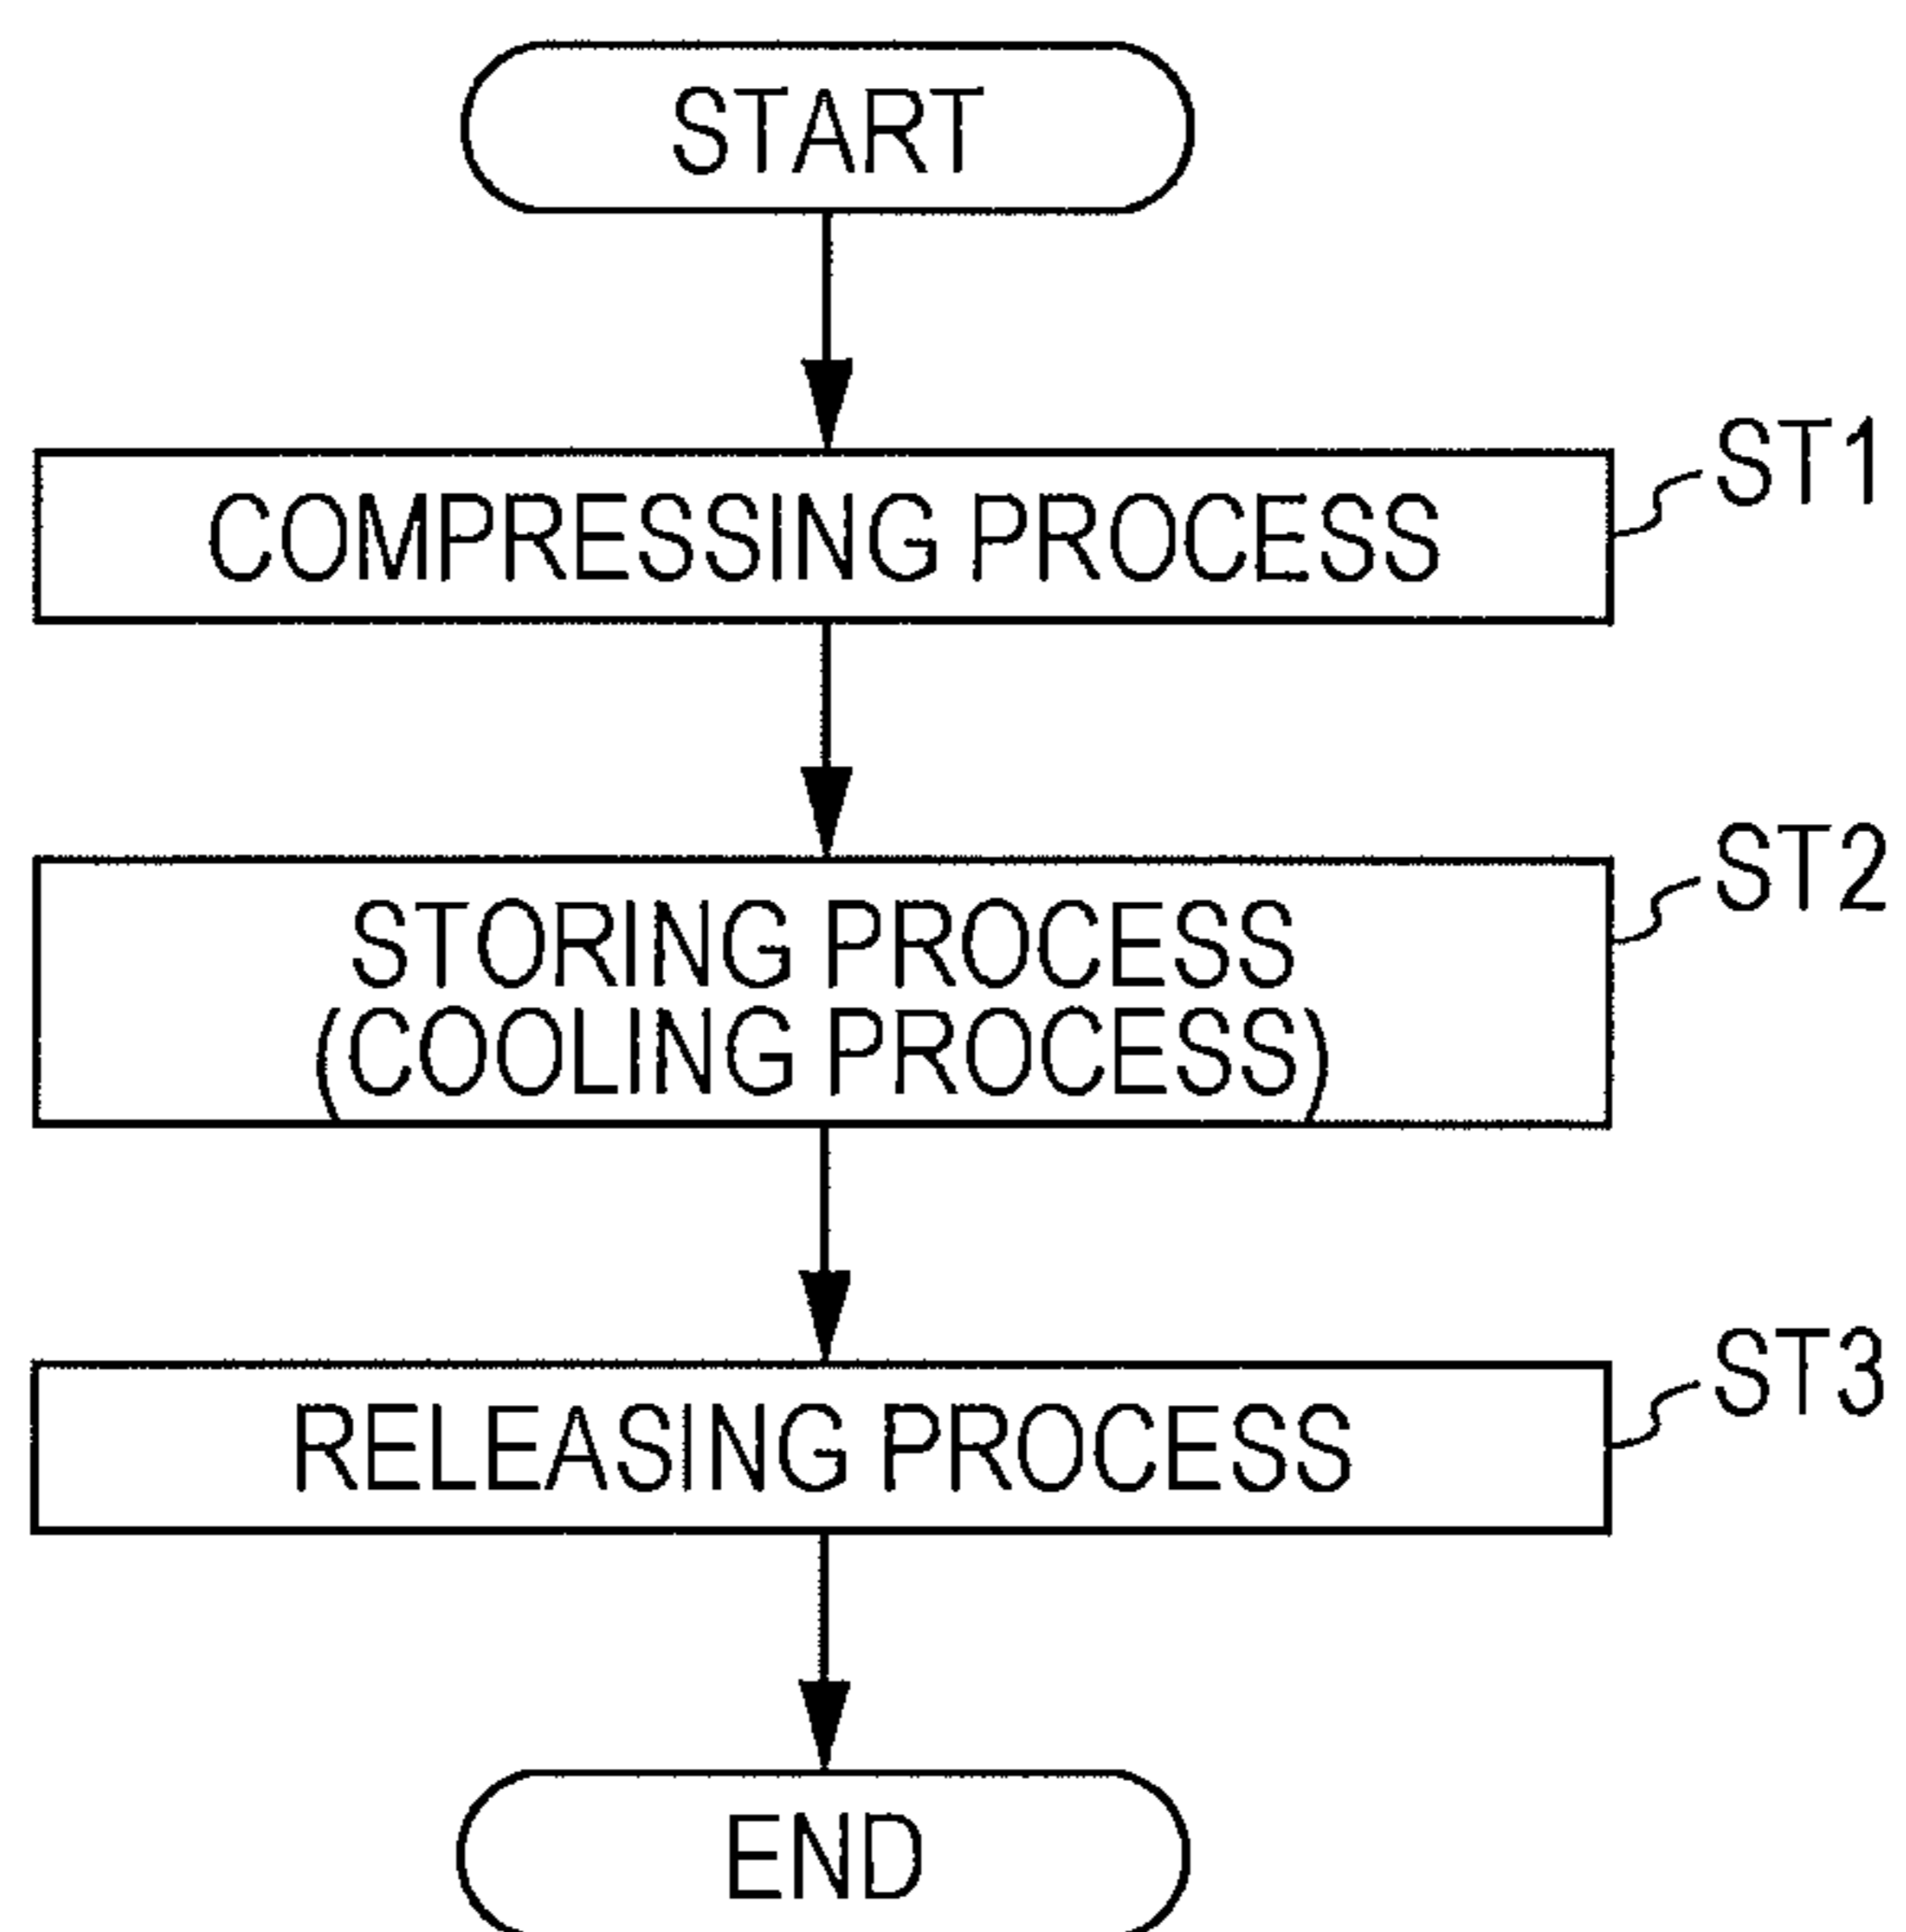 START
COMPRESSING PROCESS
ST1
STORING PROCESS
(COOLING PROCESS)
ST2
RELEASING PROCESS
ST3
END